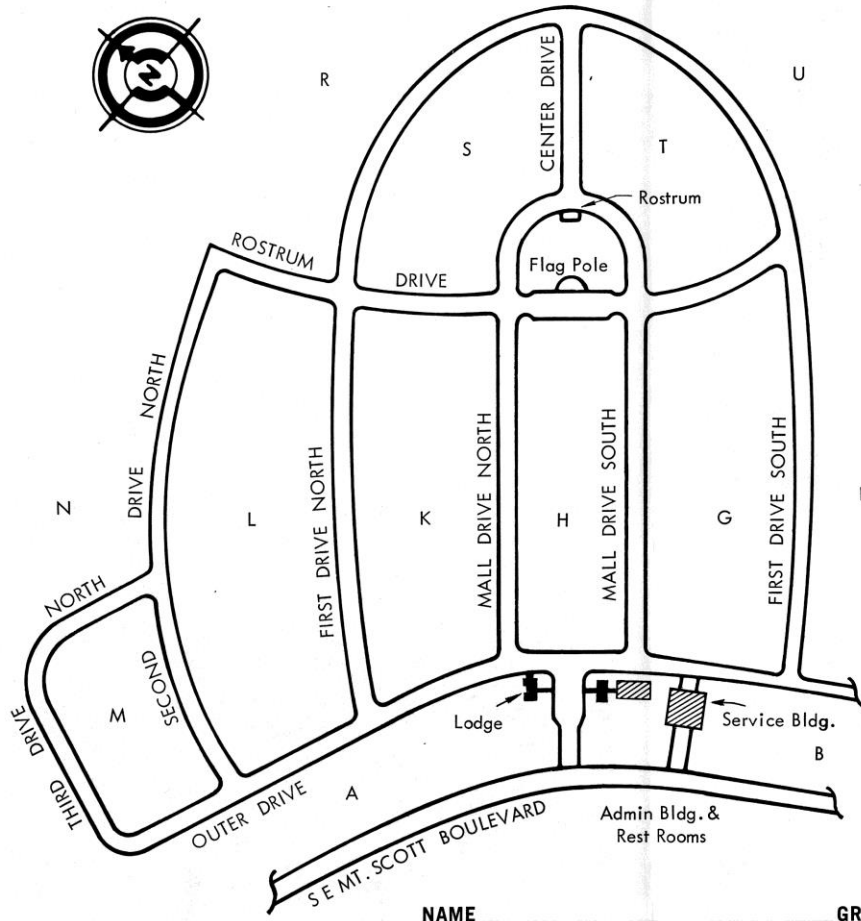 N
R
U
S
CENTER DRIVE
T
Rostrum
ROSTRUM
DRIVE
Flag Pole
NORTH
DRIVE
N
L
FIRST DRIVE NORTH
K
MALL DRIVE NORTH
H
MALL DRIVE SOUTH
G
FIRST DRIVE SOUTH
NORTH
SECOND
M
THIRD DRIVE
OUTER DRIVE
A
Lodge
Service Bldg.
B
S E MT. SCOTT BOULEVARD
Admin Bldg. &
Rest Rooms
NAME
GR